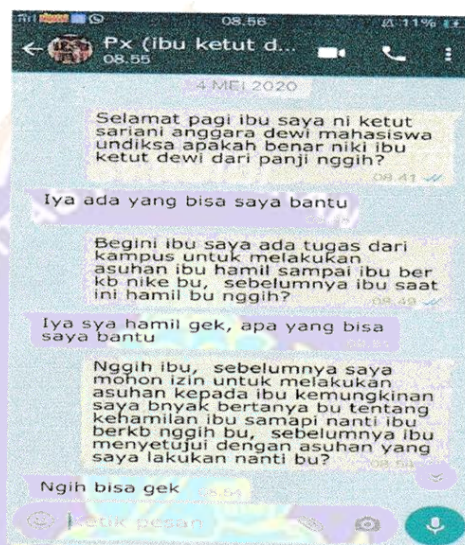 08.56
11%
Px (ibu ketut d...
08.55
4 MEI 2020
Selamat pagi ibu saya ni ketut
sariani anggara dewi mahasiswa
undiksa apakah benar niki ibu
ketut dewi dari panji nggih?
08.41
Iya ada yang bisa saya bantu
Begini ibu saya ada tugas dari
kampus untuk melakukan
asuhan ibu hamil sampai ibu ber
kb nike bu, sebelumnya ibu saat
ini hamil bu nggih?
08.49
Iya sya hamil gek, apa yang bisa
saya bantu
08.51
Nggih ibu, sebelumnya saya
mohon izin untuk melakukan
asuhan kepada ibu kemungkinan
saya bnyak bertanya bu tentang
kehamilan ibu samapi nanti ibu
berkb nggih bu, sebelumnya ibu
menyetujui dengan asuhan yang
saya lakukan nanti bu?
Ngih bisa gek
Ketik pesan